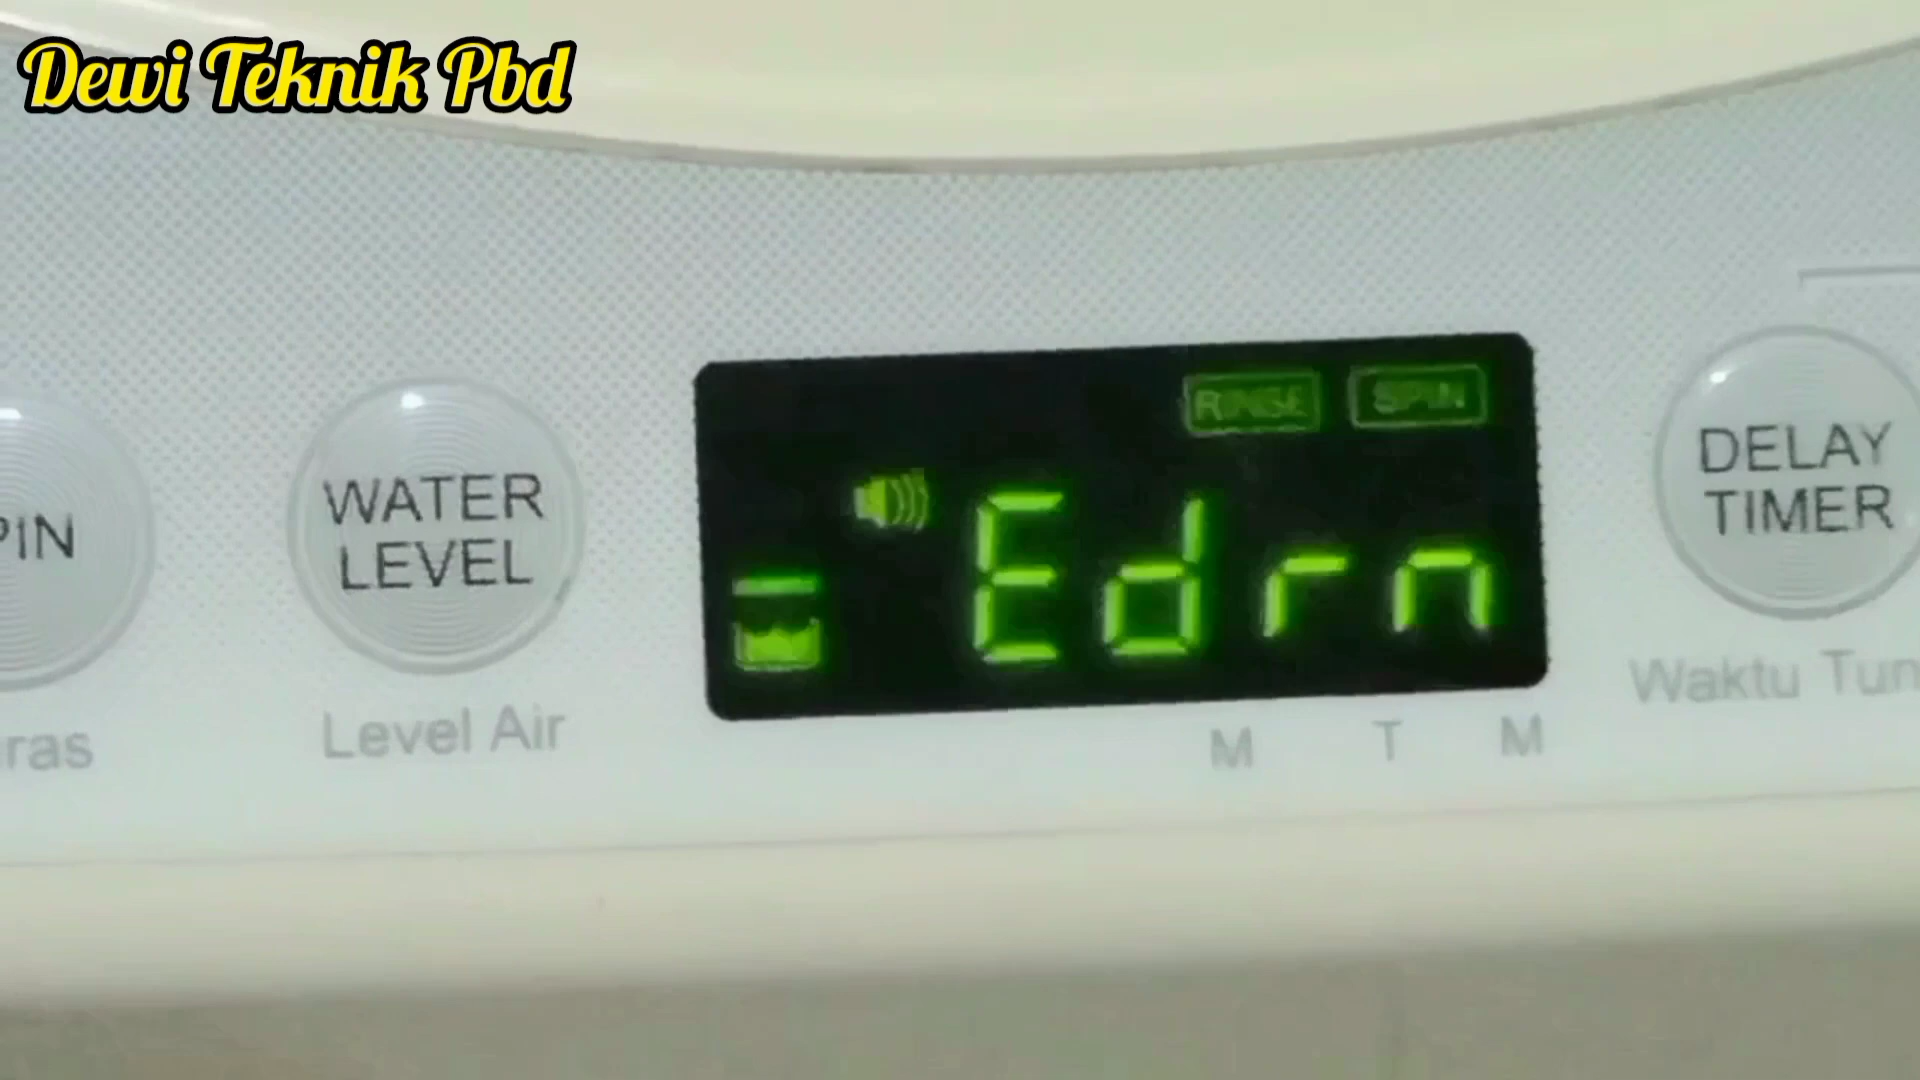 Dewi Teknik Pbd
RINSE SPIN
PIN
WATER
LEVEL
Edrn
DELAY
TIMER
ras
Level Air
M T M
Waktu Tun